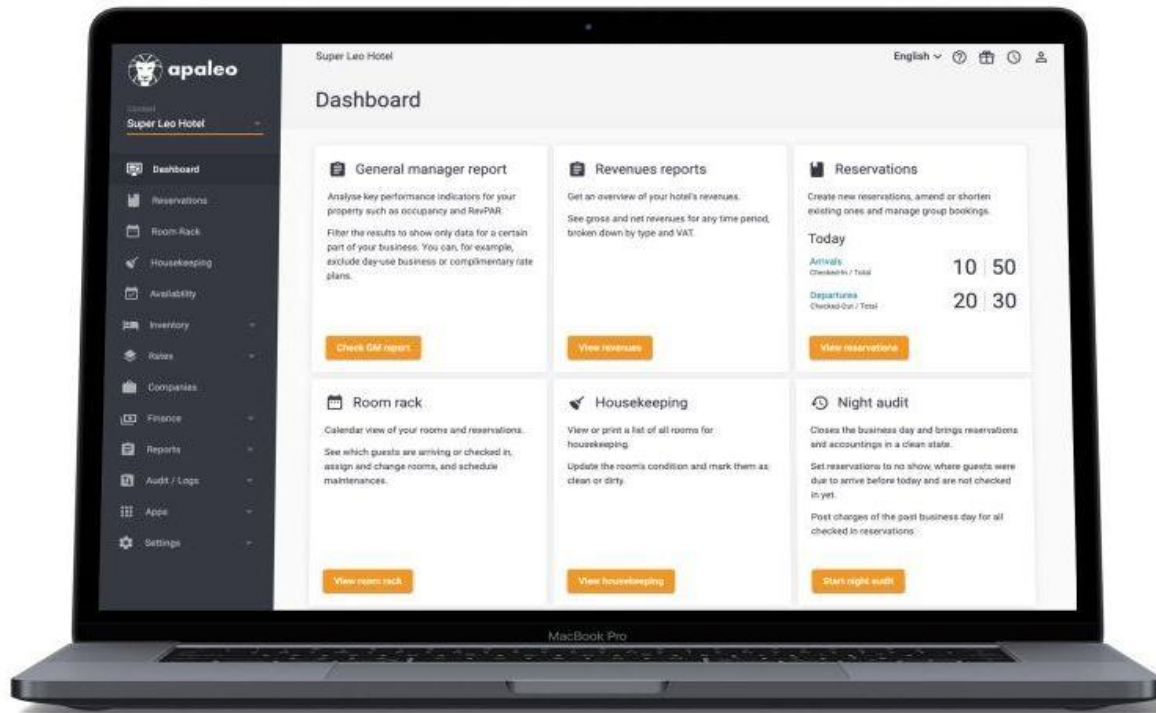 apaleo
Context
Super Leo Hotel
Dashboard
Reservations
Room Rack
Housekeeping
Availability
Inventory
Rates
Companies
Finance
Reports
Audit / Logs
Apps
Settings
Super Leo Hotel
English
Dashboard
General manager report
Analyse key performance indicators for your
property such as occupancy and RevPAR
Filter the results to show only data for a certain
part of your business. You can, for example,
exclude day-use business or complimentary rate
plans.
Check GM report
Revenues reports
Get an overview of your hotel's revenues.
See gross and net revenues for any time period,
broken down by type and VAT.
View revenues
Reservations
Create new reservations, amend or shorten
existing ones and manage group bookings.
Today
Arrivals
Checked-In / Total
10 50
Departures
Checked-Out / Total
20 30
View reservations
Room rack
Calendar view of your rooms and reservations.
See which guests are arriving or checked in,
assign and change rooms, and schedule
maintenances.
View room rack
Housekeeping
View or print a list of all rooms for
housekeeping
Update the room's condition and mark them as
clean or dirty.
View housekeeping
Night audit
Closes the business day and brings reservations
and accountings in a clean state.
Set reservations to no show, where guests were
due to arrive before today and are not checked
in yet.
Post charges of the past business day for all
checked in reservations
Start night audit
MacBook Pro